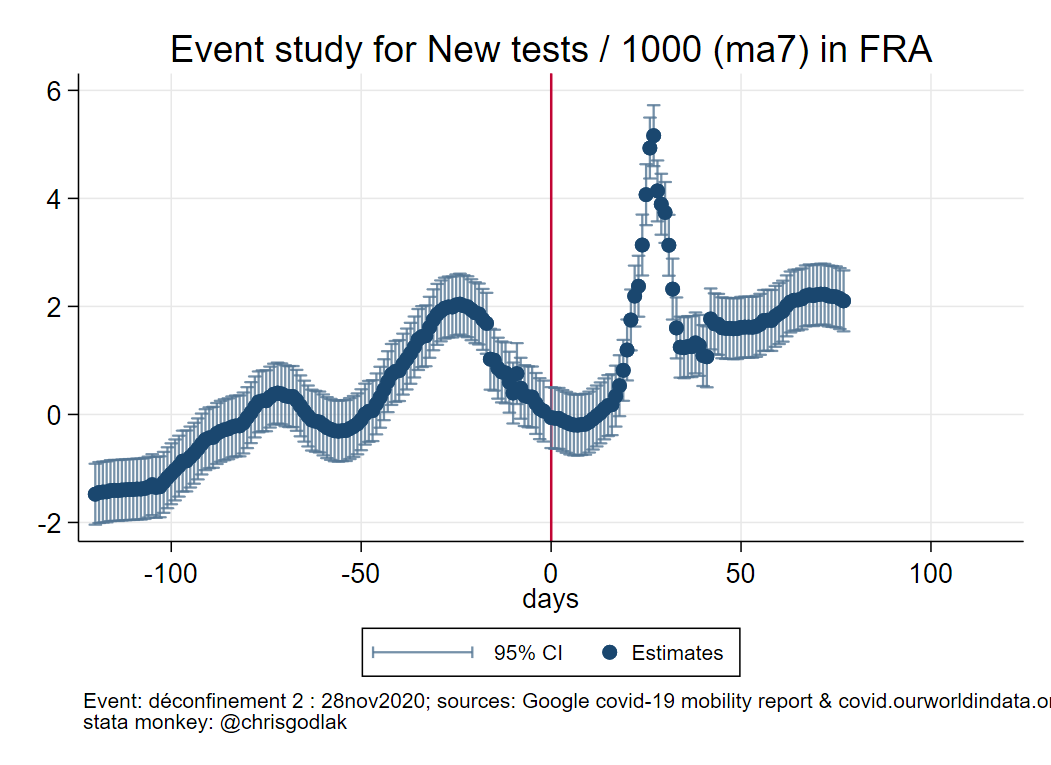 Event study for New tests / 1000 (ma7) in FRA
6
4
2
0
-2
-100 -50 0 50 100
days
95% CI Estimates
Event: déconfinement 2 : 28nov2020; sources: Google covid-19 mobility report & covid.ourworldindata.or
stata monkey: @chrisgodlak